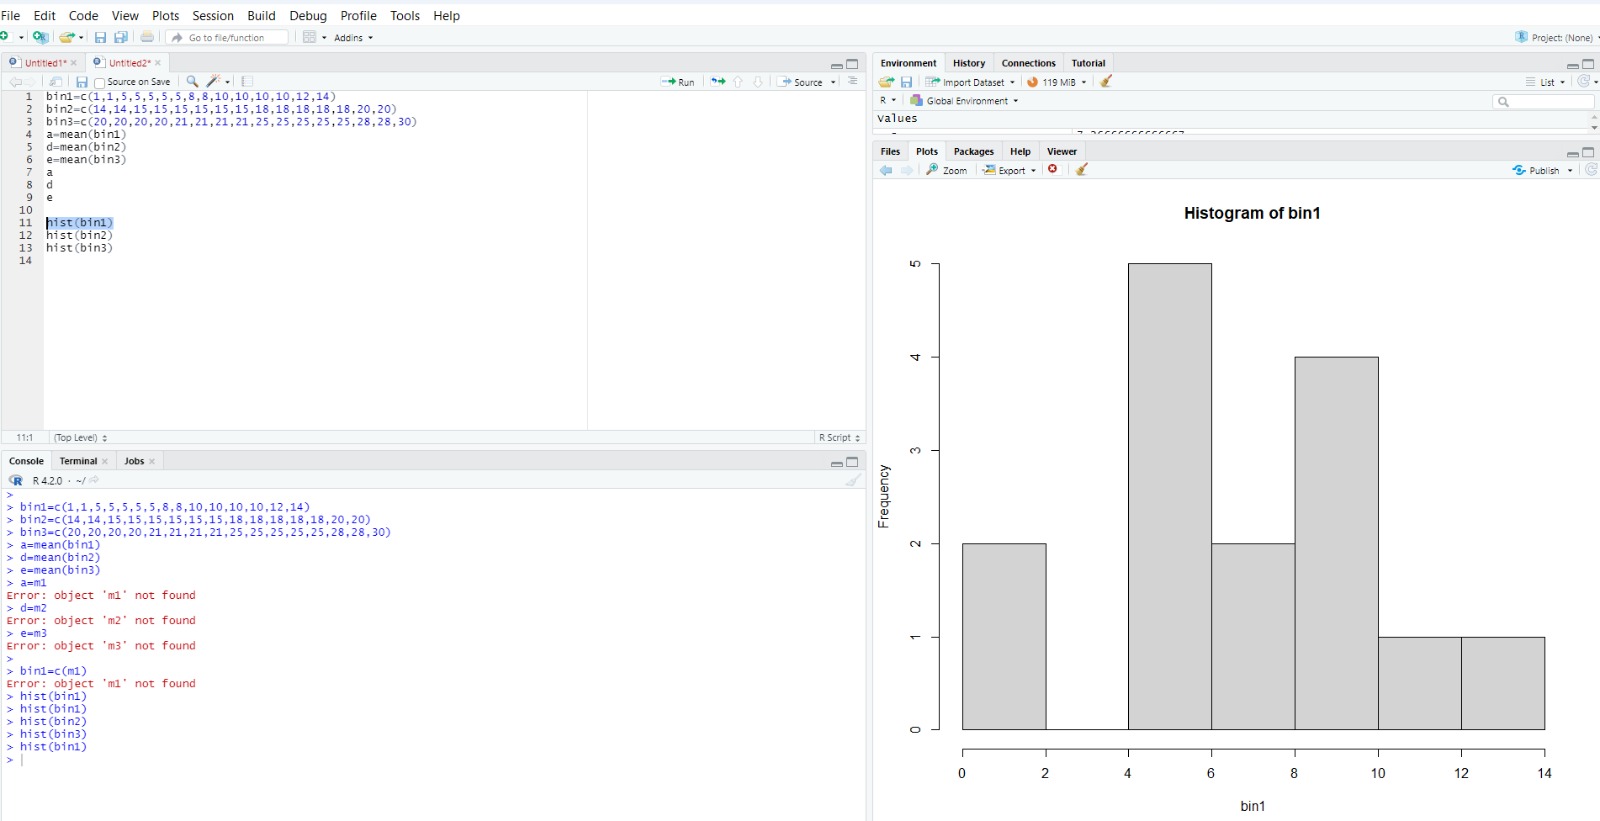 File Edit Code View Plots Session Build Debug Profile Tools Help
Go to file/function Addins Project: (None)
Untitled1* Untitled2*
Source on Save Run Source
1 bin1=c(1,1,5,5,5,5,5,8,8,10,10,10,10,12,14)
2 bin2=c(14,14,15,15,15,15,15,15,18,18,18,18,18,20,20)
3 bin3=c(20,20,20,20,21,21,21,21,25,25,25,25,25,28,28,30)
4 a=mean(bin1)
5 d=mean(bin2)
6 e=mean(bin3)
7 a
8 d
9 e
10
11 hist(bin1)
12 hist(bin2)
13 hist(bin3)
14
11:1 (Top Level) R Script
Console Terminal Jobs
R 4.2.0 · ~/
>
> bin1=c(1,1,5,5,5,5,5,8,8,10,10,10,10,12,14)
> bin2=c(14,14,15,15,15,15,15,15,18,18,18,18,18,20,20)
> bin3=c(20,20,20,20,21,21,21,21,25,25,25,25,25,28,28,30)
> a=mean(bin1)
> d=mean(bin2)
> e=mean(bin3)
> a=m1
Error: object 'm1' not found
> d=m2
Error: object 'm2' not found
> e=m3
Error: object 'm3' not found
>
> bin1=c(m1)
Error: object 'm1' not found
> hist(bin1)
> hist(bin1)
> hist(bin2)
> hist(bin3)
> hist(bin1)
>
Environment History Connections Tutorial
Import Dataset 119 MiB List
R Global Environment
Values
Files Plots Packages Help Viewer
Zoom Export Publish
Histogram of bin1
Frequency
5
4
3
2
1
0
0 2 4 6 8 10 12 14
bin1